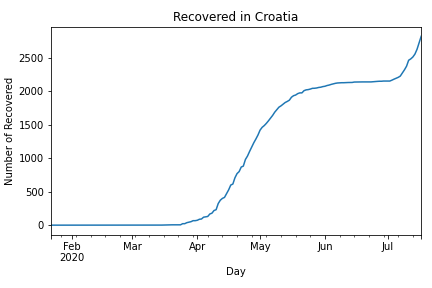 Recovered in Croatia
Number of Recovered
2500
2000
1500
1000
500
0
Feb
2020
Mar
Apr
May
Jun
Jul
Day